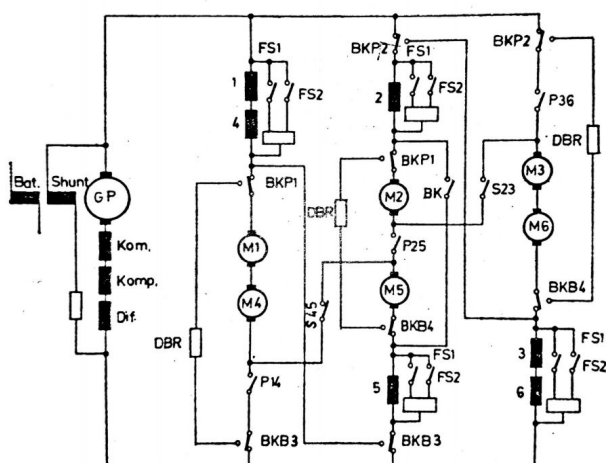 FS1
FS2
1
4
BKP2
FS1
FS2
2
BKP2
P36
DBR
Bat.
Shunt
GP
BKP1
DBR
BKP1
M2
BK
S23
M3
M6
Kom.
Komp.
Dif.
M1
M4
P25
M5
S45
DBR
BKB4
BKB4
P14
FS1
FS2
5
FS1
FS2
3
6
BKB3
BKB3